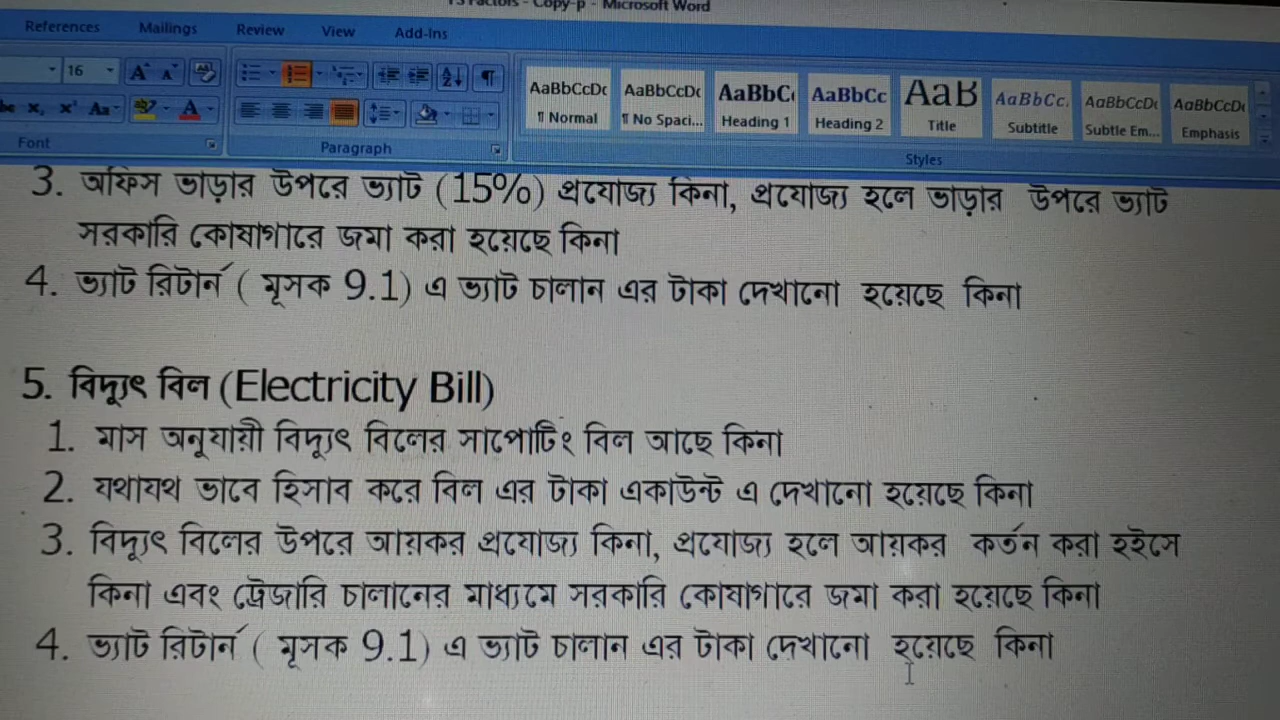 - Copy-p - Microsoft Word
References Mailings Review View Add-Ins
16
Font Paragraph Styles
AaBbCcDc AaBbCcDc AaBbC AaBbCc AaB AaBbCc. AaBbCcDc AaBbCcDc
¶ Normal ¶ No Spaci... Heading 1 Heading 2 Title Subtitle Subtle Em... Emphasis
3. অফিস ভাড়ার উপরে ভ্যাট (15%) প্রযোজ্য কিনা, প্রযোজ্য হলে ভাড়ার উপরে ভ্যাট
সরকারি কোষাগারে জমা করা হয়েছে কিনা
4. ভ্যাট রিটার্ন ( মূসক 9.1) এ ভ্যাট চালান এর টাকা দেখানো হয়েছে কিনা
5. বিদ্যুৎ বিল (Electricity Bill)
1. মাস অনুযায়ী বিদ্যুৎ বিলের সাপোটিং বিল আছে কিনা
2. যথাযথ ভাবে হিসাব করে বিল এর টাকা একাউন্ট এ দেখানো হয়েছে কিনা
3. বিদ্যুৎ বিলের উপরে আয়কর প্রযোজ্য কিনা, প্রযোজ্য হলে আয়কর কর্তন করা হইসে
কিনা এবং ট্রেজারি চালানের মাধ্যমে সরকারি কোষাগারে জমা করা হয়েছে কিনা
4. ভ্যাট রিটার্ন ( মূসক 9.1) এ ভ্যাট চালান এর টাকা দেখানো হয়েছে কিনা